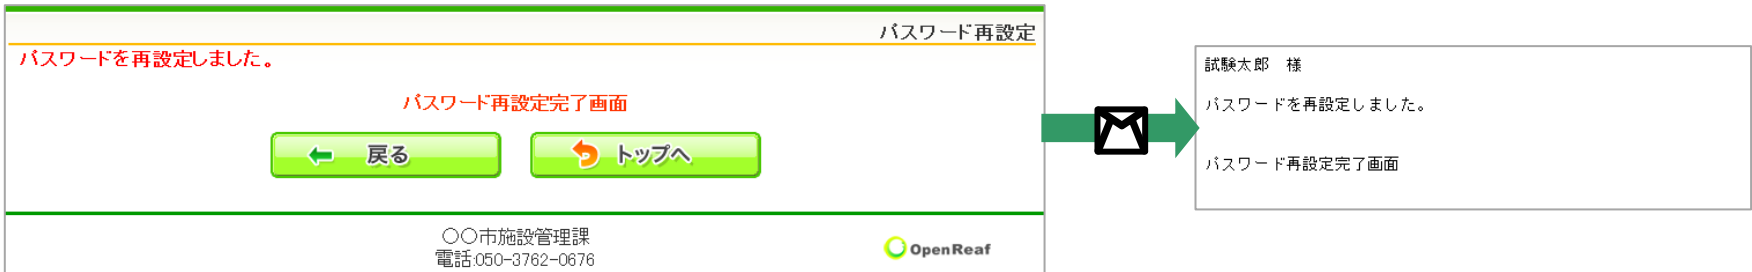 パスワード再設定
パスワードを再設定しました。
パスワード再設定完了画面
戻る
トップへ
〇〇市施設管理課
電話:050-3762-0676
OpenReaf
試験太郎　様
パスワードを再設定しました。
パスワード再設定完了画面